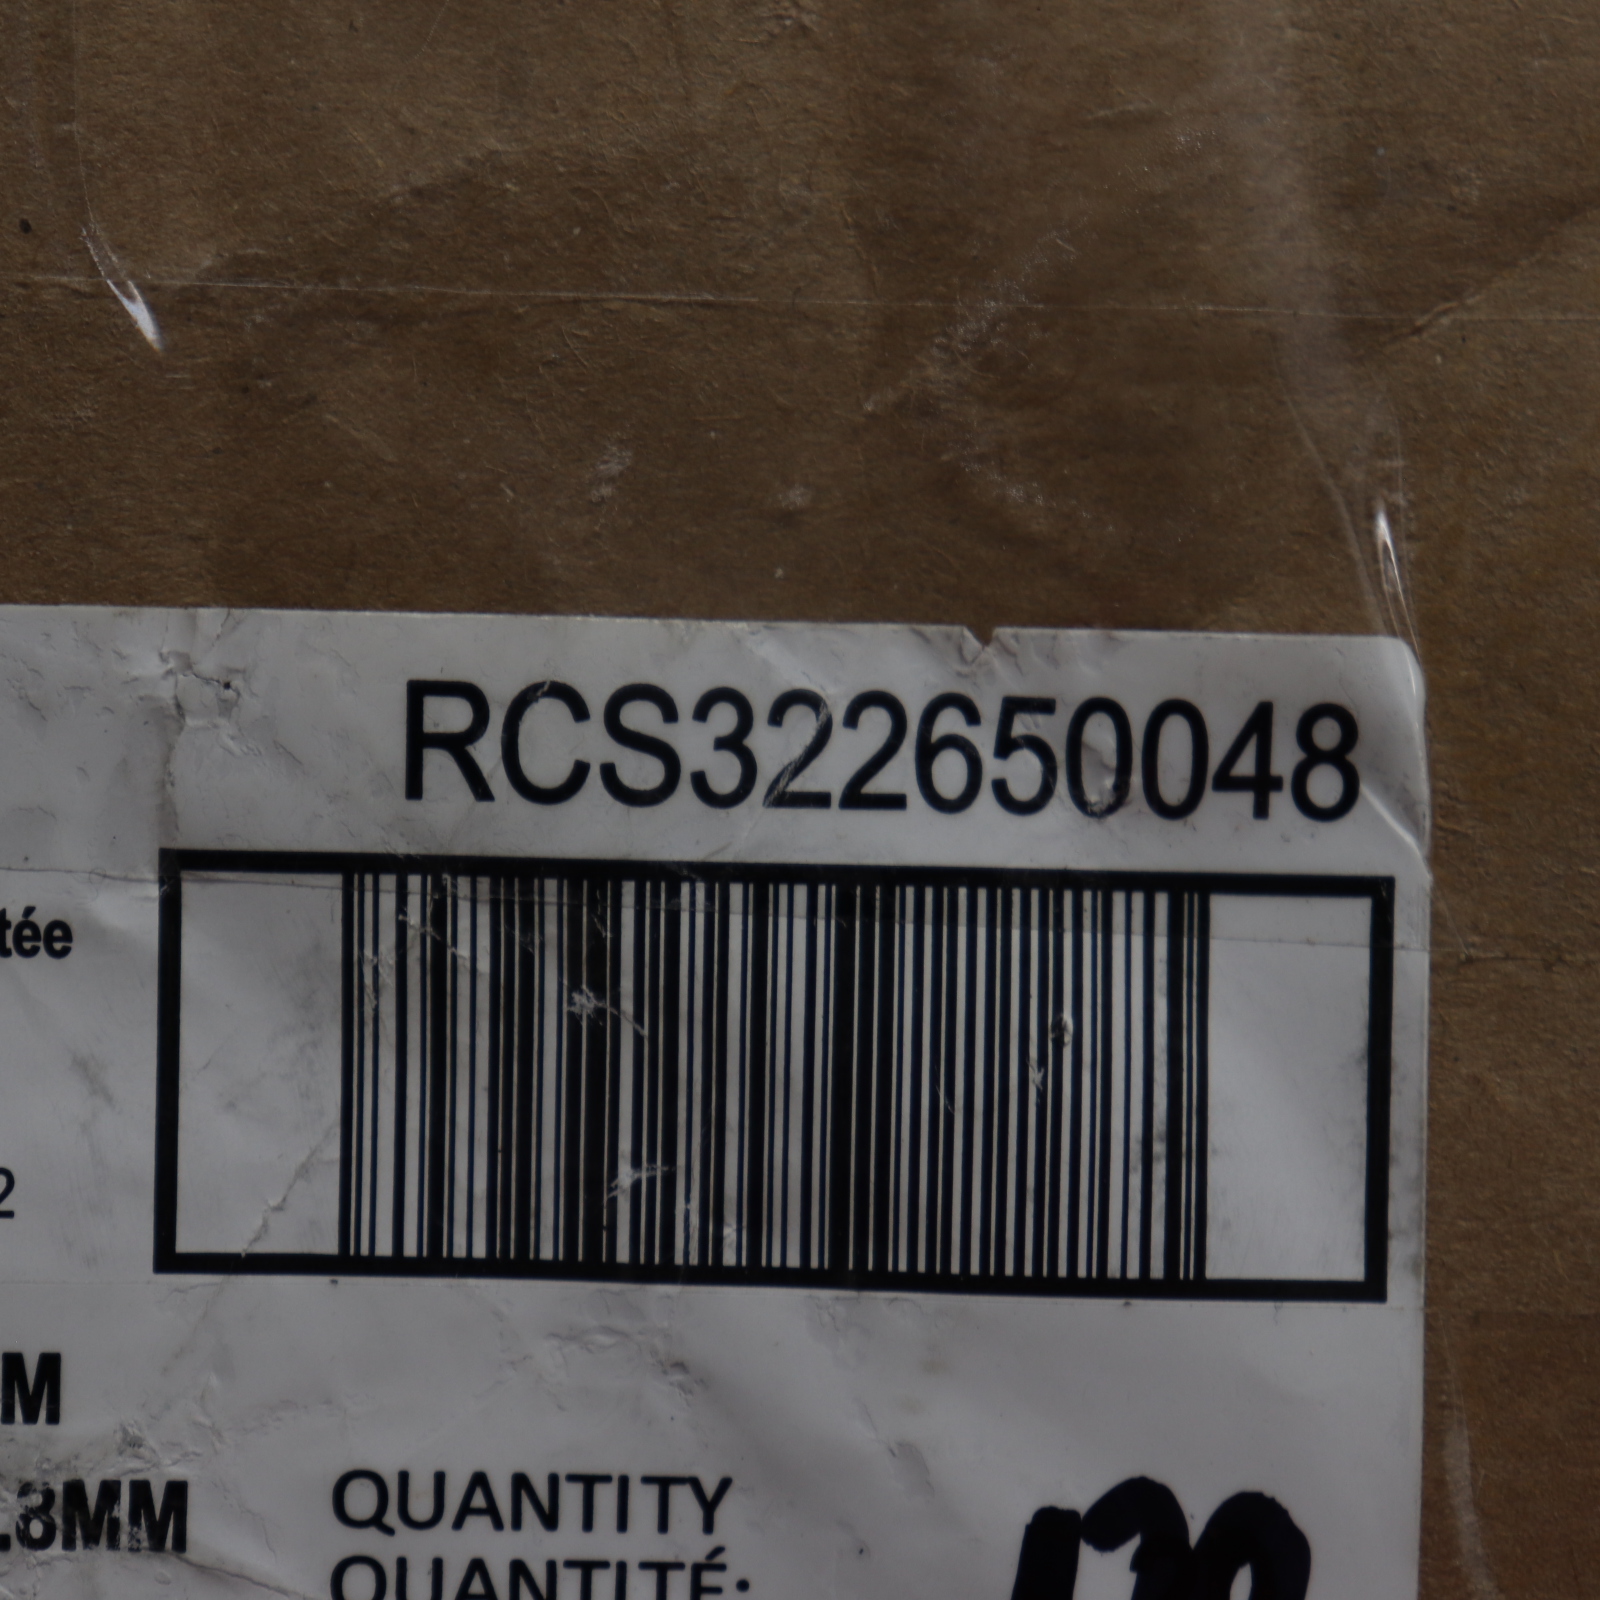 RCS322650048
tée
2
M
.8MM
QUANTITY
QUANTITÉ: